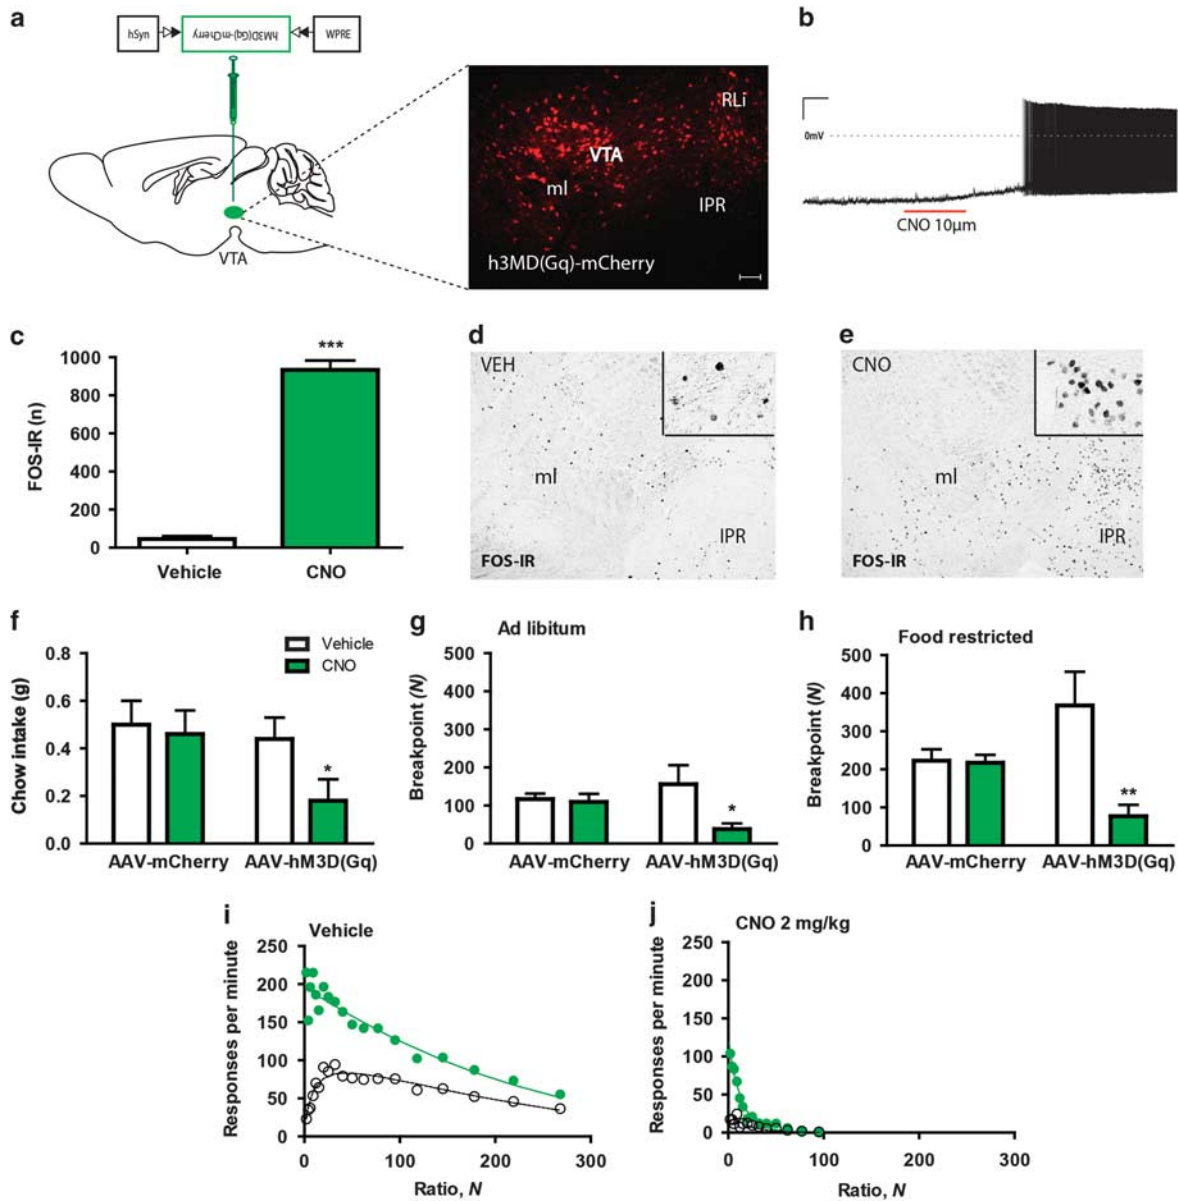 a
hSyn
hM3D(Gq)-mCherry
WPRE
VTA
RLi
VTA
ml
IPR
h3MD(Gq)-mCherry
b
0mV
CNO 10μm
c
FOS-IR (n)
1000
800
600
400
200
0
***
Vehicle
CNO
d
VEH
ml
IPR
FOS-IR
e
CNO
ml
IPR
FOS-IR
f
Chow intake (g)
0.8
0.6
0.4
0.2
0.0
Vehicle
CNO
*
AAV-mCherry
AAV-hM3D(Gq)
g
Ad libitum
Breakpoint (N)
500
400
300
200
100
0
*
AAV-mCherry
AAV-hM3D(Gq)
h
Food restricted
Breakpoint (N)
500
400
300
200
100
0
**
AAV-mCherry
AAV-hM3D(Gq)
i
Vehicle
Responses per minute
250
200
150
100
50
0
0 100 200 300
Ratio, N
j
CNO 2 mg/kg
Responses per minute
250
200
150
100
50
0
0 100 200 300
Ratio, N